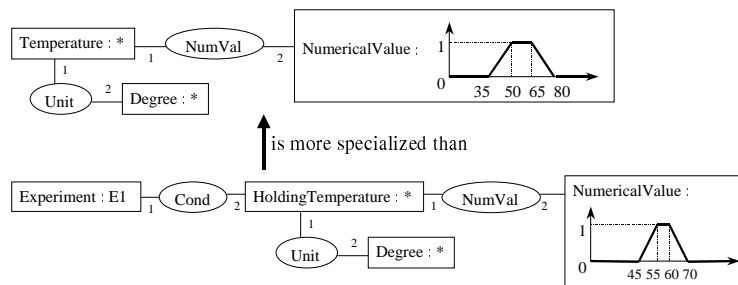 Temperature : *
1
NumVal
2
NumericalValue :
1
0
35 50 65 80
1
Unit
2
Degree : *
is more specialized than
Experiment : E1
1
Cond
2
HoldingTemperature : *
1
NumVal
2
NumericalValue :
1
0
45 55 60 70
1
Unit
2
Degree : *